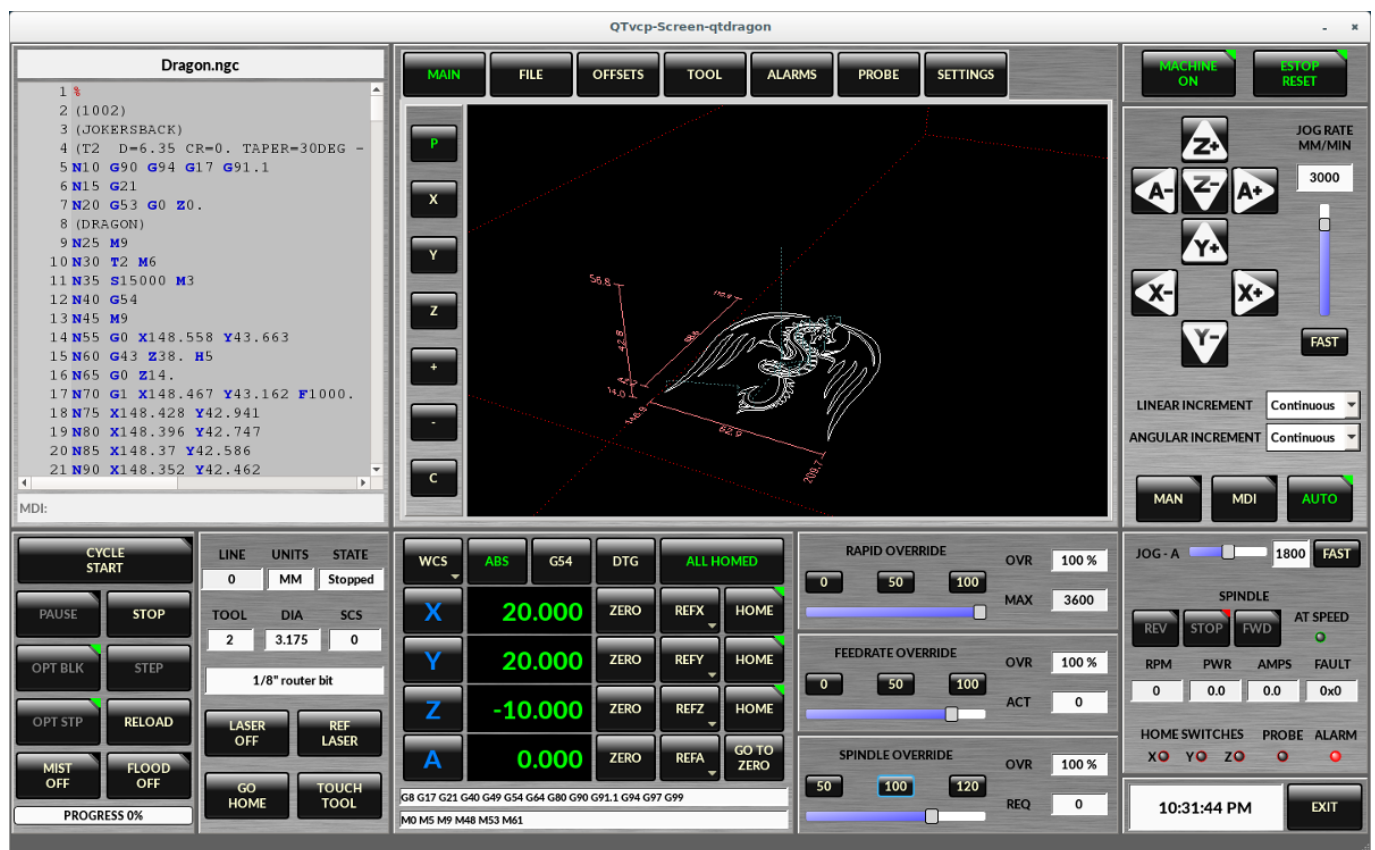 QTvcp-Screen-qtdragon
Dragon.ngc
1 %
2 (1002)
3 (JOKERSBACK)
4 (T2 D=6.35 CR=0. TAPER=30DEG -
5 N10 G90 G94 G17 G91.1
6 N15 G21
7 N20 G53 G0 Z0.
8 (DRAGON)
9 N25 M9
10 N30 T2 M6
11 N35 S15000 M3
12 N40 G54
13 N45 M9
14 N55 G0 X148.558 Y43.663
15 N60 G43 Z38. H5
16 N65 G0 Z14.
17 N70 G1 X148.467 Y43.162 F1000.
18 N75 X148.428 Y42.941
19 N80 X148.396 Y42.747
20 N85 X148.37 Y42.586
21 N90 X148.352 Y42.462
MDI:
MAIN FILE OFFSETS TOOL ALARMS PROBE SETTINGS
P
X
Y
Z
+
-
C
56.8
42.8
14.0
68.5
146.9
62.9
209.7
MACHINE ON ESTOP RESET
JOG RATE
MM/MIN
3000
Z+
A- Z- A+
Y+
X- X+
Y-
FAST
LINEAR INCREMENT Continuous
ANGULAR INCREMENT Continuous
MAN MDI AUTO
CYCLE
START
PAUSE STOP
OPT BLK STEP
OPT STP RELOAD
MIST OFF FLOOD OFF
PROGRESS 0%
LINE UNITS STATE
0 MM Stopped
TOOL DIA SCS
2 3.175 0
1/8" router bit
LASER OFF REF LASER
GO HOME TOUCH TOOL
WCS ABS G54 DTG ALL HOMED
X 20.000 ZERO REFX HOME
Y 20.000 ZERO REFY HOME
Z -10.000 ZERO REFZ HOME
A 0.000 ZERO REFA GO TO ZERO
G8 G17 G21 G40 G49 G54 G64 G80 G90 G91.1 G94 G97 G99
M0 M5 M9 M48 M53 M61
RAPID OVERRIDE
0 50 100
OVR 100 %
MAX 3600
FEEDRATE OVERRIDE
0 50 100
OVR 100 %
ACT 0
SPINDLE OVERRIDE
50 100 120
OVR 100 %
REQ 0
JOG - A 1800 FAST
SPINDLE
REV STOP FWD AT SPEED
RPM PWR AMPS FAULT
0 0.0 0.0 0x0
HOME SWITCHES PROBE ALARM
X Y Z
10:31:44 PM EXIT